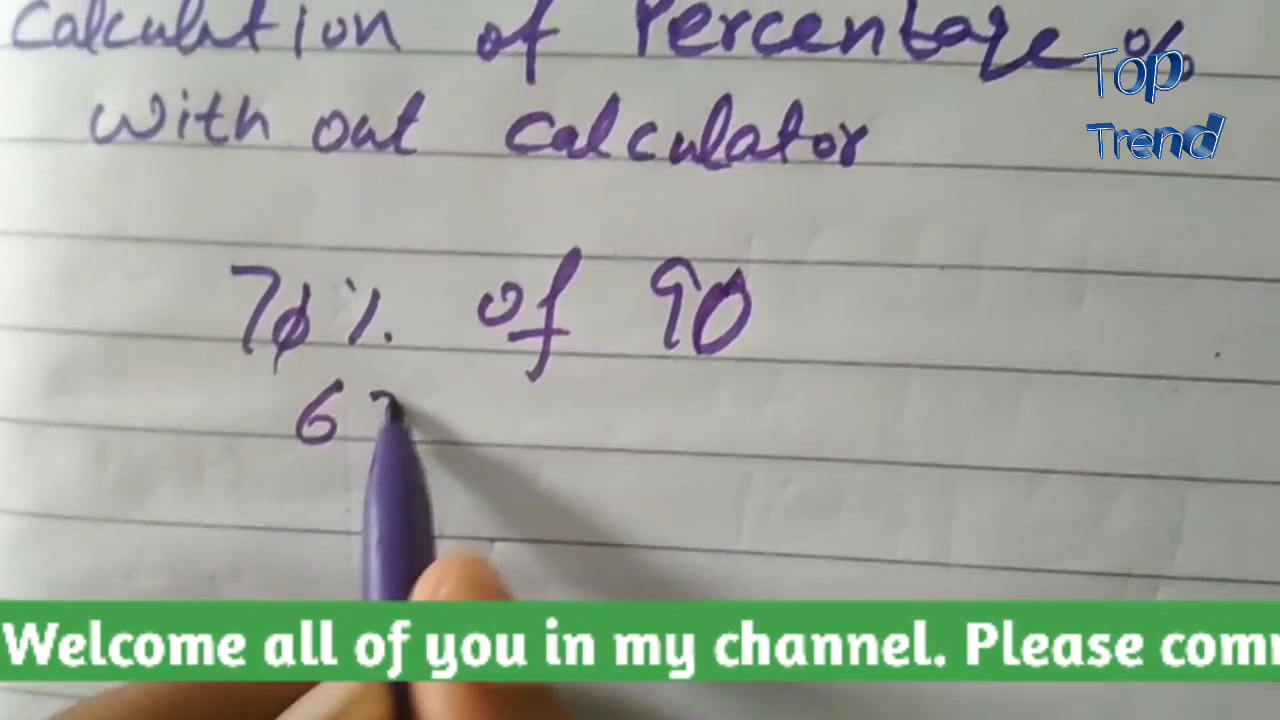 Calculation of Percentage %
with out calculator
Top
Trend
70% of 90
6
Welcome all of you in my channel. Please com